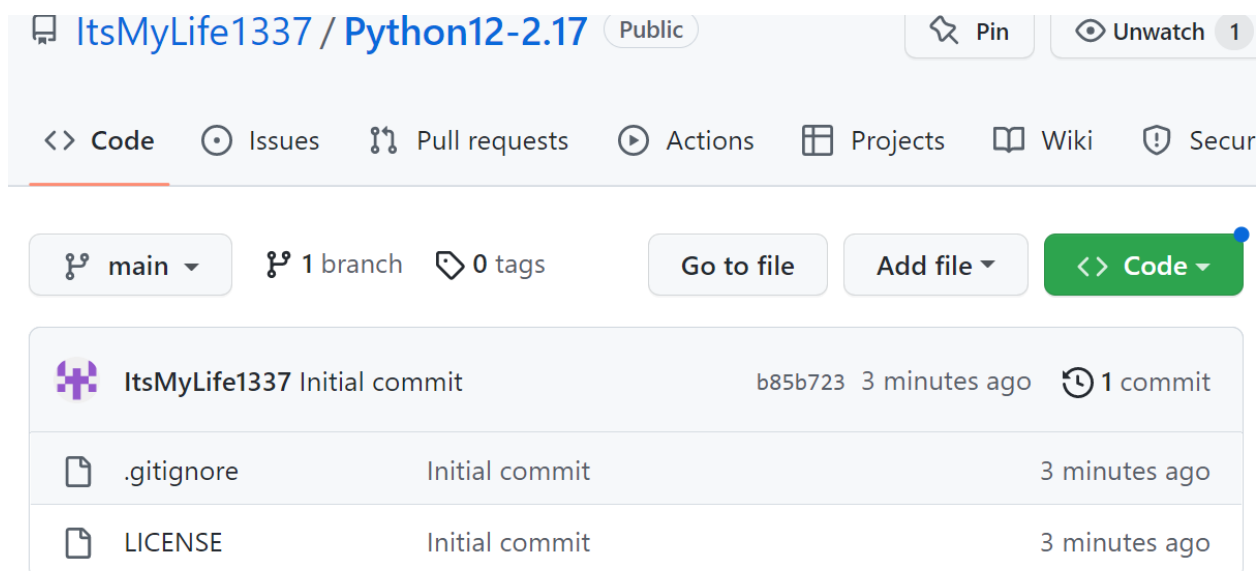 ItsMyLife1337 / Python12-2.17 Public Pin Unwatch 1
<> Code Issues Pull requests Actions Projects Wiki Secur
main 1 branch 0 tags Go to file Add file <> Code
ItsMyLife1337 Initial commit b85b723 3 minutes ago 1 commit
.gitignore Initial commit 3 minutes ago
LICENSE Initial commit 3 minutes ago